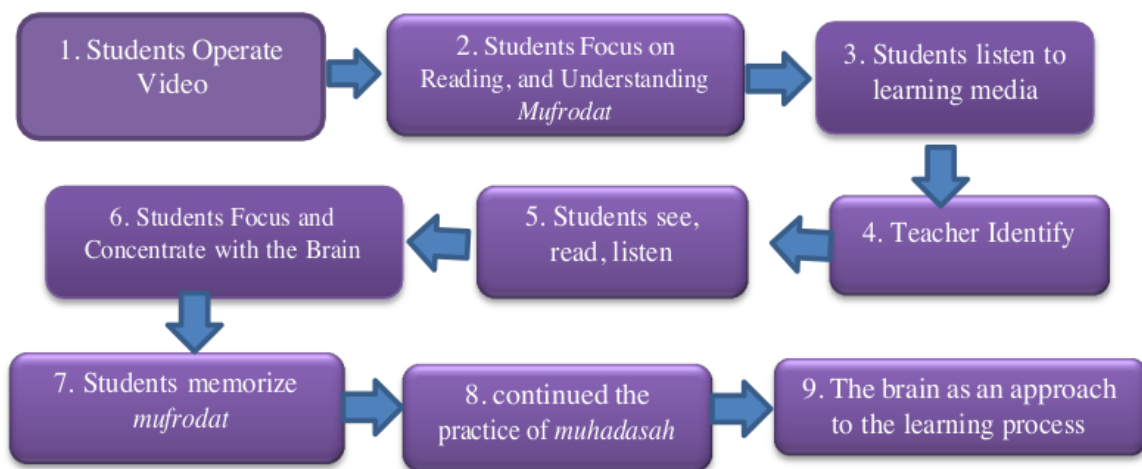 1. Students Operate
Video
2. Students Focus on
Reading, and Understanding
Mufrodat
3. Students listen to
learning media
4. Teacher Identify
5. Students see,
read, listen
6. Students Focus and
Concentrate with the Brain
7. Students memorize
mufrodat
8. continued the
practice of muhadasah
9. The brain as an approach
to the learning process